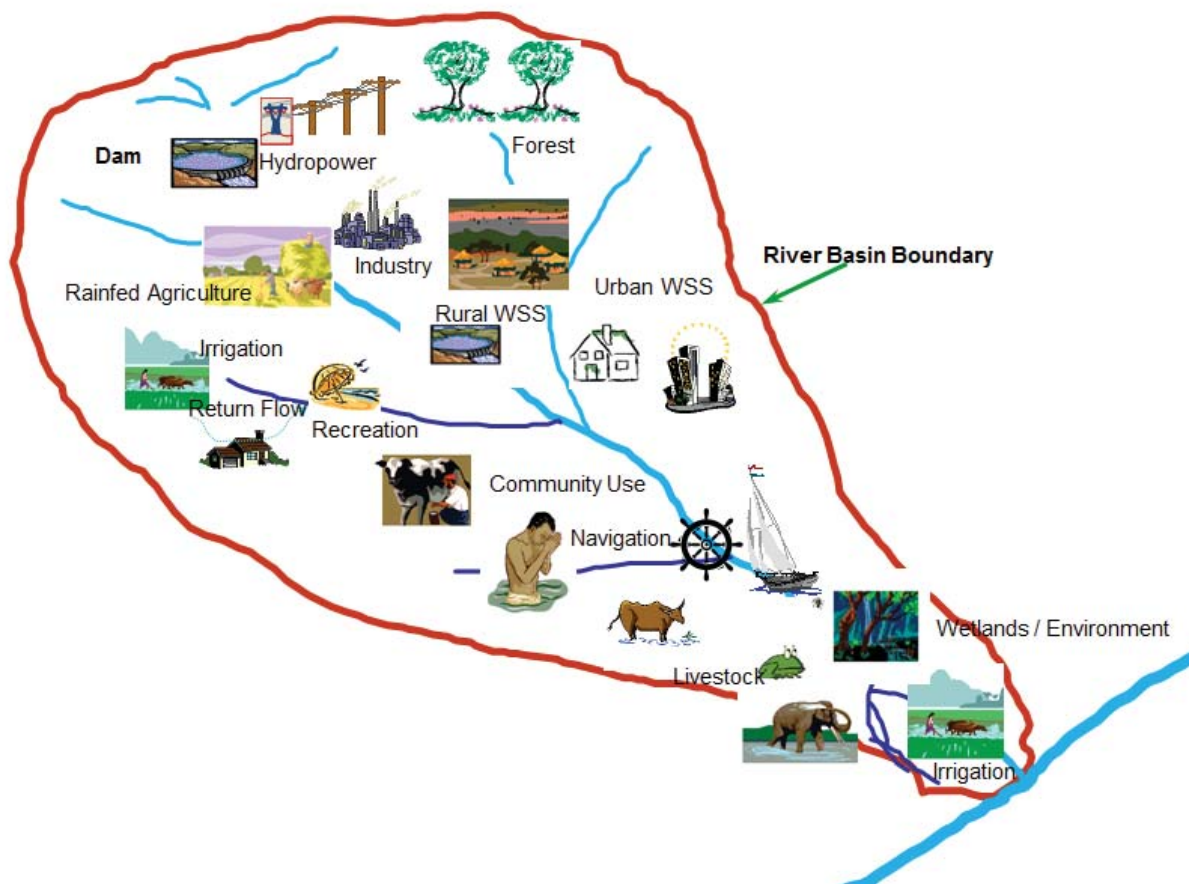 Forest
Dam
Hydropower
River Basin Boundary
Industry
Urban WSS
Rainfed Agriculture
Rural WSS
Irrigation
Return Flow
Recreation
Community Use
Navigation
Wetlands / Environment
Livestock
Irrigation